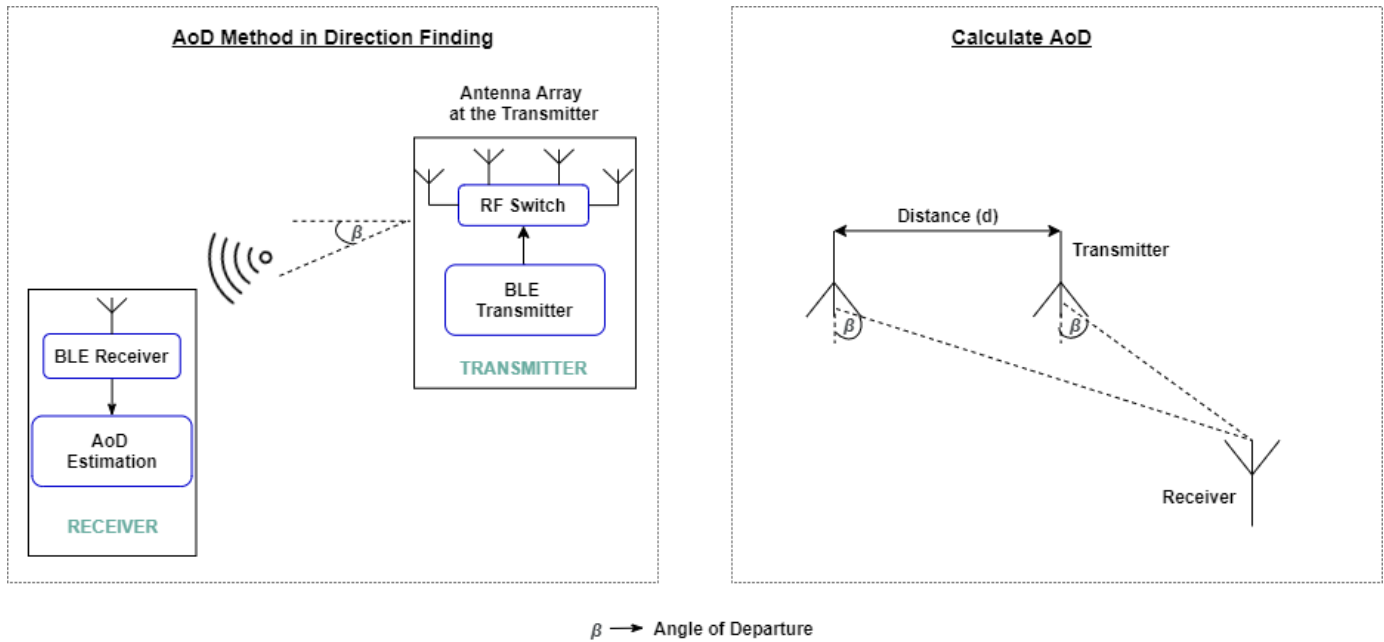 AoD Method in Direction Finding
Antenna Array
at the Transmitter
RF Switch
β
BLE
Transmitter
TRANSMITTER
BLE Receiver
AoD
Estimation
RECEIVER
Calculate AoD
Distance (d)
Transmitter
β
β
Receiver
β Angle of Departure